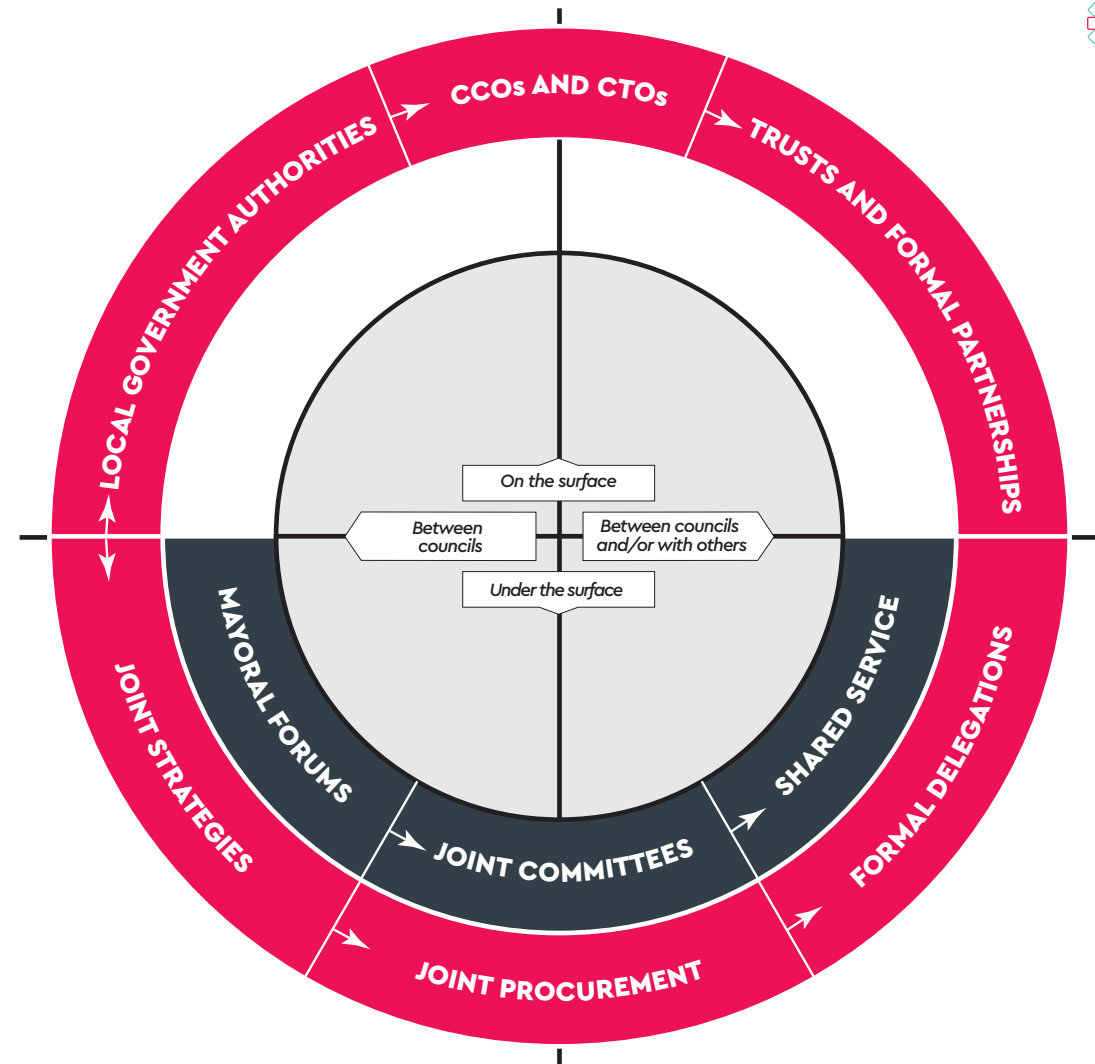 CCOs AND CTOs
LOCAL GOVERNMENT AUTHORITIES
TRUSTS AND FORMAL PARTNERSHIPS
On the surface
Between
councils
Between councils
and/or with others
Under the surface
MAYORAL FORUMS
JOINT COMMITTEES
SHARED SERVICE
JOINT STRATEGIES
JOINT PROCUREMENT
FORMAL DELEGATIONS